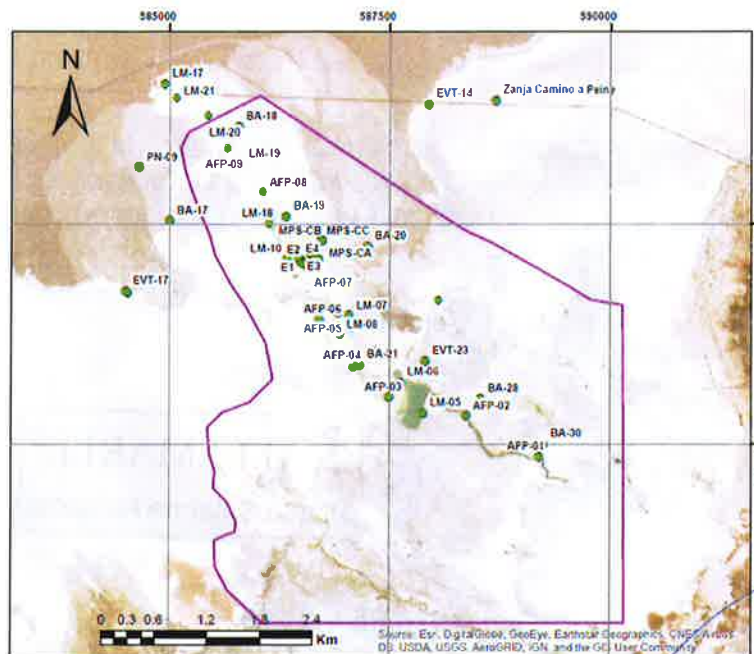 585000 587500 590000
N
LM-17
LM-21
EVT-14
Zanja Camino a Peine
BA-18
LM-20
LM-19
AFP-09
PN-09
AFP-08
BA-17
BA-19
LM-18
MPS-CB MPS-CC
BA-20
LM-10 E2 E4 MPS-CA
E1 E3
EVT-17
AFP-07
AFP-06 LM-07
LM-08
AFP-05
AFP-04 BA-21
EVT-23
LM-06
AFP-03
BA-28
LM-05 AFP-02
BA-30
AFP-01
0 0.3 0.6 1.2 1.8 2.4
Km
Source: Esri, DigitalGlobe, GeoEye, Earthstar Geographics, CNES/Airbus
DS, USDA, USGS, AeroGRID, IGN, and the GIS User Community